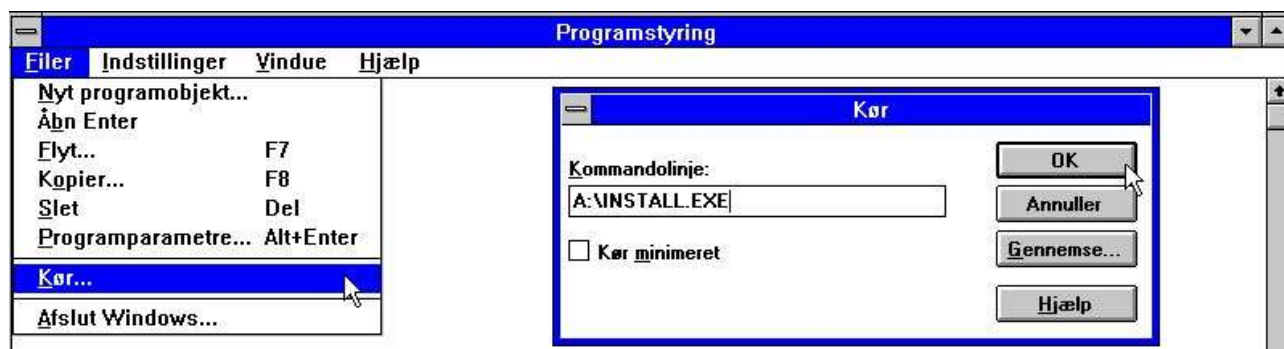 Programstyring
Filer Indstillinger Vindue Hjælp
Nyt programobjekt...
Åbn Enter
Flyt... F7
Kopier... F8
Slet Del
Programparametre... Alt+Enter
Kør...
Afslut Windows...
Kør
Kommandolinje:
A:\INSTALL.EXE
Kør minimeret
OK
Annuller
Gennemse...
Hjælp